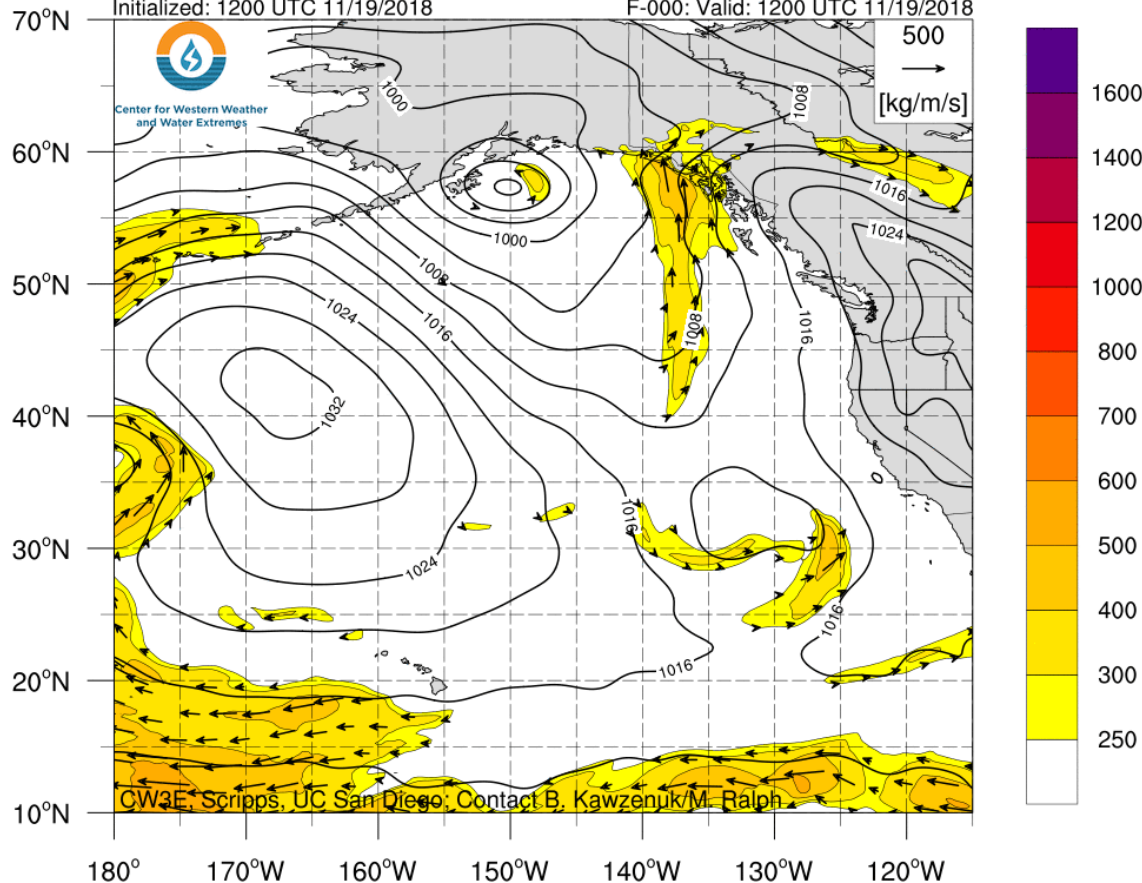 Initialized: 1200 UTC 11/19/2018 F-000: Valid: 1200 UTC 11/19/2018
70°N
500
[kg/m/s]
Center for Western Weather
and Water Extremes
1000
1008
1600
60°N
1400
1016
1200
1024
1000
1008
50°N
1000
1024
1016
1008
1016
800
40°N
1032
700
600
1016
30°N
500
1024
400
1016
1016
20°N
300
250
CW3E, Scripps, UC San Diego; Contact B. Kawzenuk/M. Ralph
10°N
180° 170°W 160°W 150°W 140°W 130°W 120°W